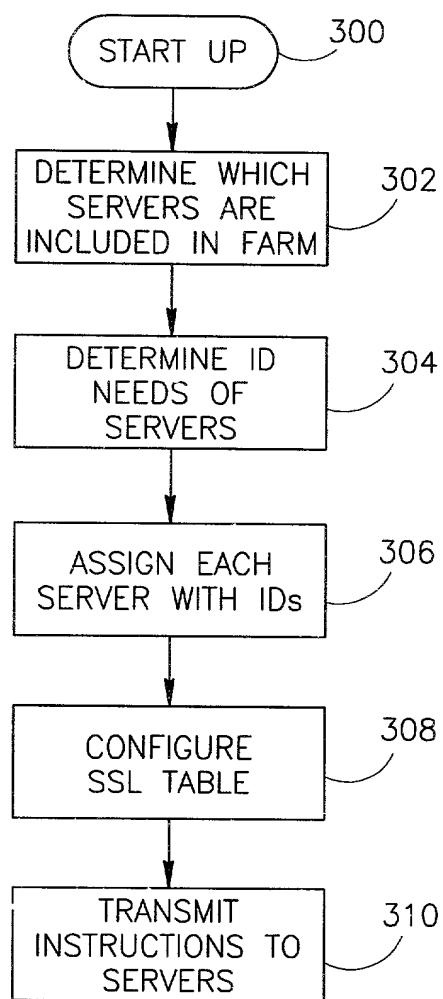 START UP
300
DETERMINE WHICH
SERVERS ARE
INCLUDED IN FARM
302
DETERMINE ID
NEEDS OF
SERVERS
304
ASSIGN EACH
SERVER WITH IDs
306
CONFIGURE
SSL TABLE
308
TRANSMIT
INSTRUCTIONS TO
SERVERS
310